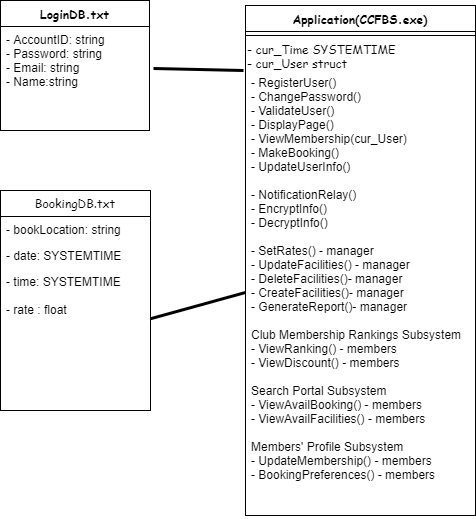 LoginDB.txt
- AccountID: string
- Password: string
- Email: string
- Name:string
BookingDB.txt
- bookLocation: string
- date: SYSTEMTIME
- time: SYSTEMTIME
- rate : float
Application(CCFBS.exe)
- cur_Time SYSTEMTIME
- cur_User struct
- RegisterUser()
- ChangePassword()
- ValidateUser()
- DisplayPage()
- ViewMembership(cur_User)
- MakeBooking()
- UpdateUserInfo()
- NotificationRelay()
- EncryptInfo()
- DecryptInfo()
- SetRates() - manager
- UpdateFacilities() - manager
- DeleteFacilities()- manager
- CreateFacilities()- manager
- GenerateReport()- manager
Club Membership Rankings Subsystem
- ViewRanking() - members
- ViewDiscount() - members
Search Portal Subsystem
- ViewAvailBooking() - members
- ViewAvailFacilities() - members
Members' Profile Subsystem
- UpdateMembership() - members
- BookingPreferences() - members